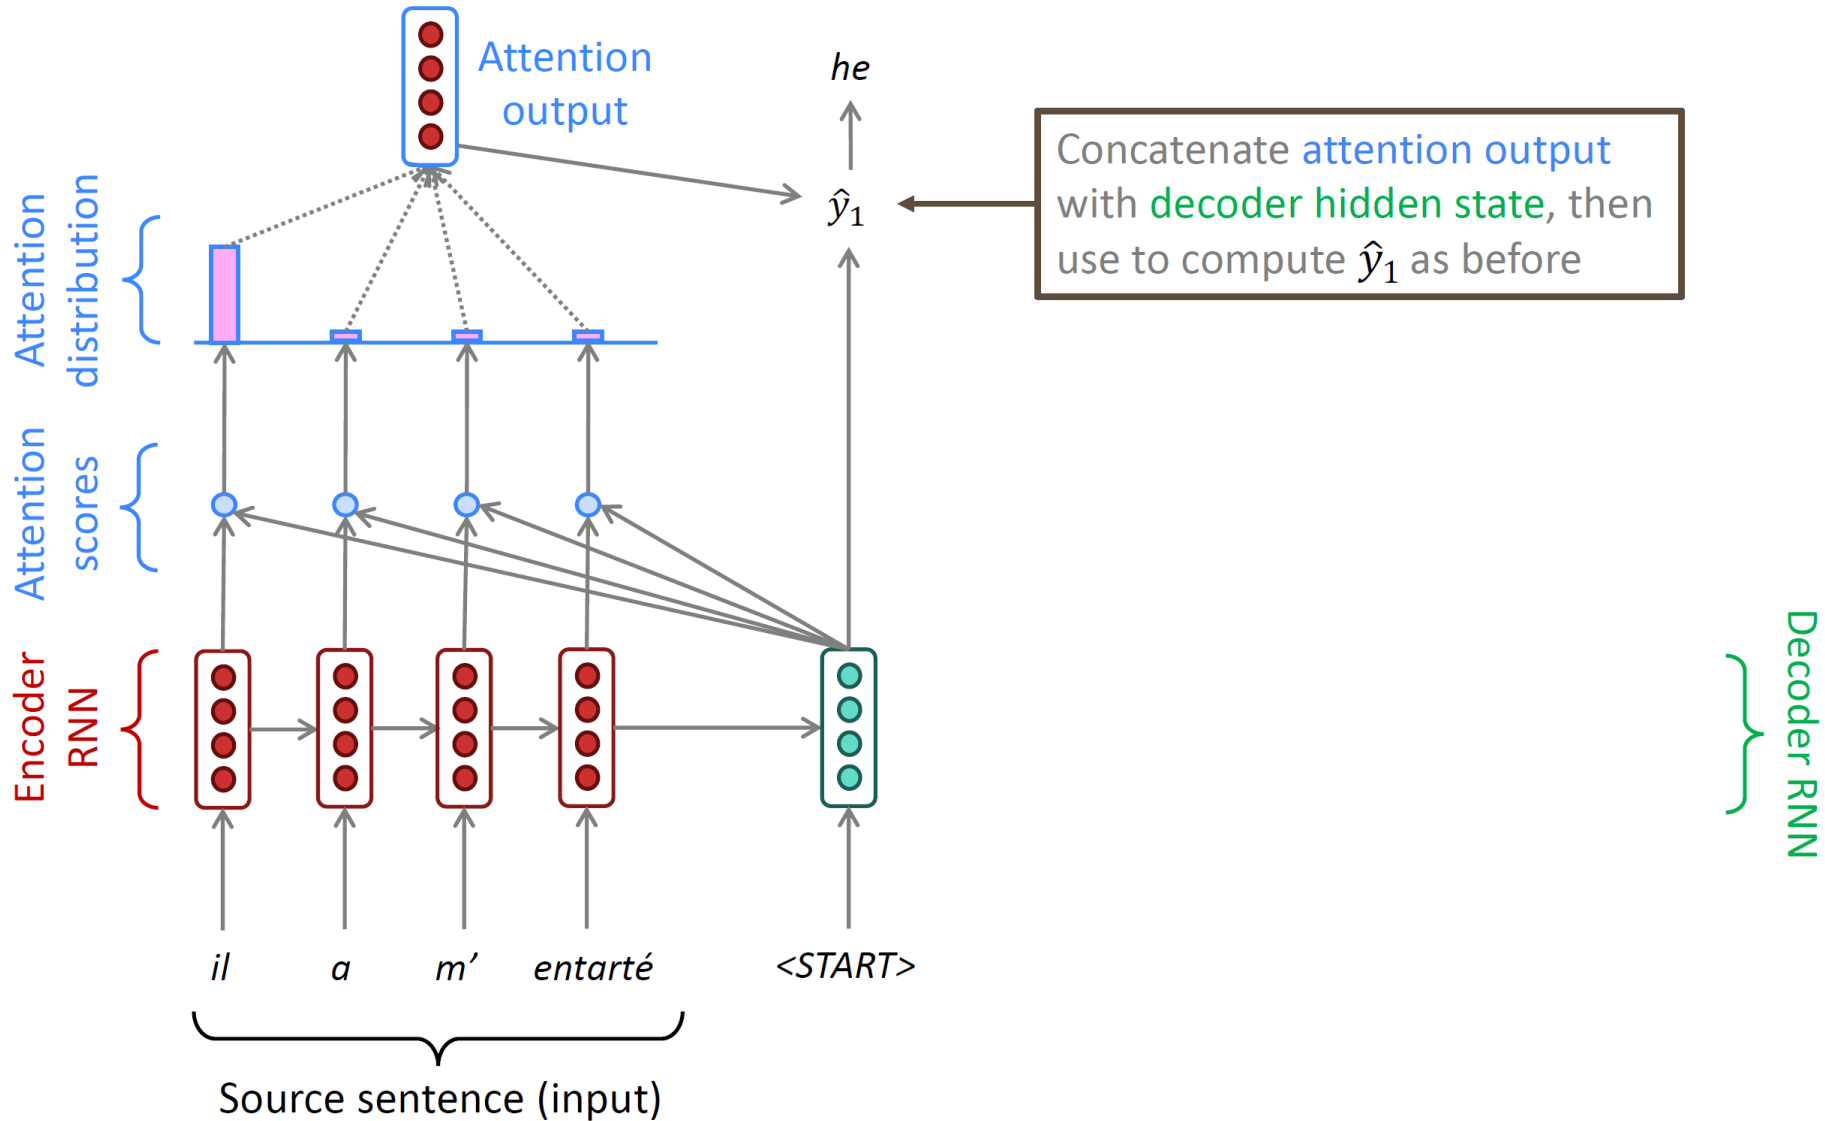 Attention
output
he
Concatenate attention output
with decoder hidden state, then
use to compute ŷ₁ as before
ŷ₁
Attention
distribution
Attention
scores
Encoder
RNN
Decoder RNN
il a m’ entarté <START>
Source sentence (input)